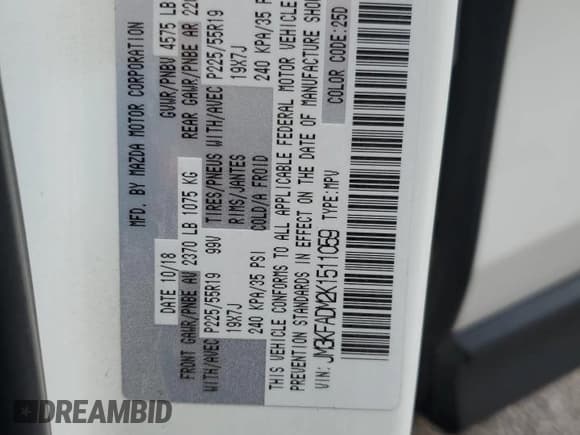 MFD. BY MAZDA MOTOR CORPORATION
DATE 10/18 GVWR/PNBV 4575 LB
FRONT GAWR/PNBE AV 2370 LB 1075 KG REAR GAWR/PNBE AR
WITH/AVEC P225/55R19 99V TIRES/PNEUS WITH/AVEC P225/55R19
19X7J RIMS/JANTES 19X7J
240 KPA/35 PSI COLD/A FROID 240 KPA/35
THIS VEHICLE CONFORMS TO ALL APPLICABLE FEDERAL MOTOR VEHICLE
PREVENTION STANDARDS IN EFFECT ON THE DATE OF MANUFACTURE
VIN: JM3KFADM2K1511059 TYPE:MPV COLOR CODE:25D
DREAMBID